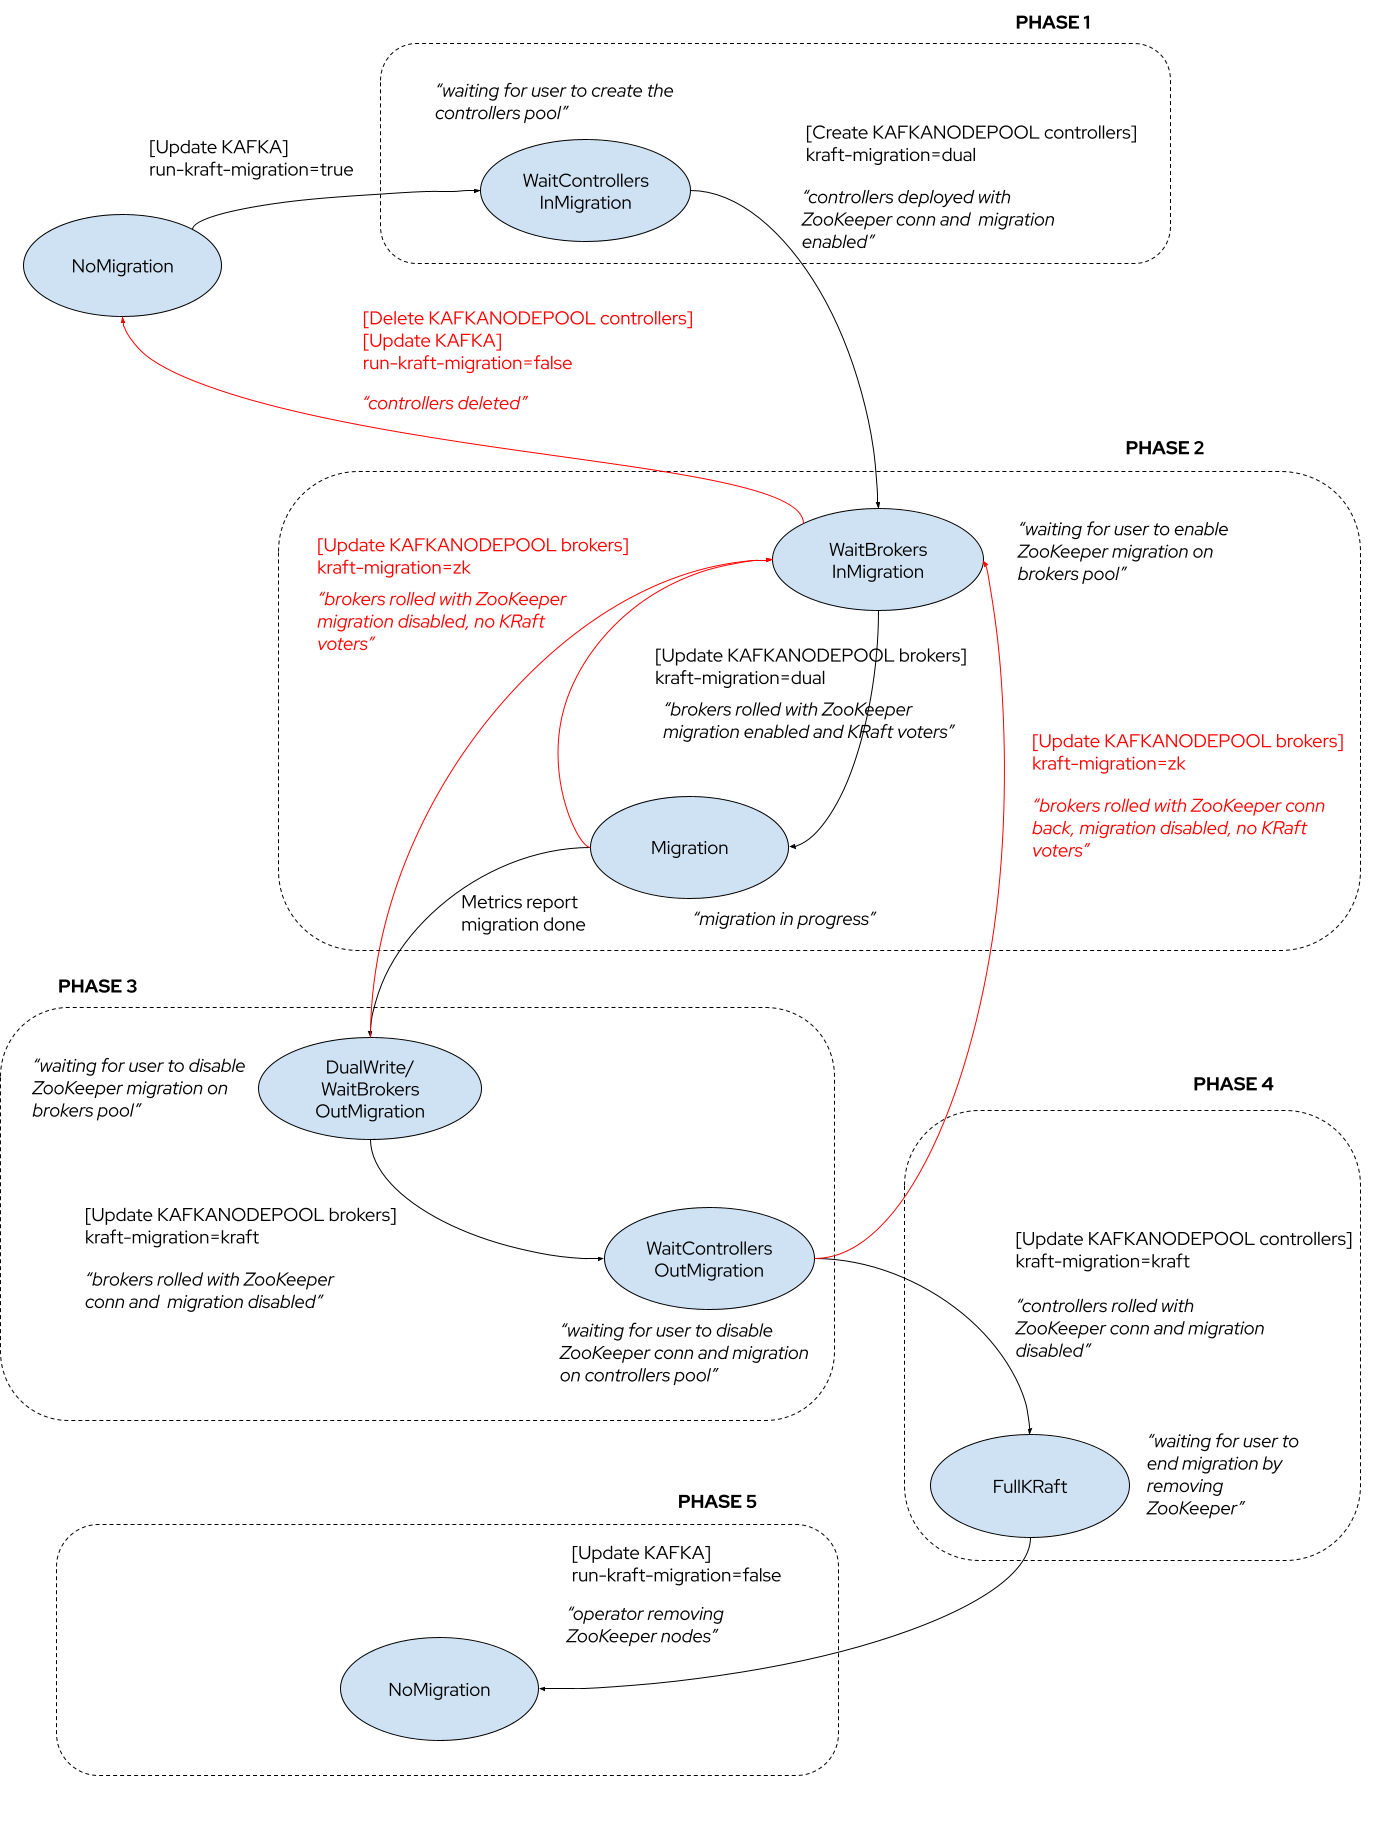 PHASE 1
“waiting for user to create the
controllers pool”
[Create KAFKANODEPOOL controllers]
kraft-migration=dual
[Update KAFKA]
run-kraft-migration=true
WaitControllers
InMigration
“controllers deployed with
ZooKeeper conn and  migration
enabled”
NoMigration
[Delete KAFKANODEPOOL controllers]
[Update KAFKA]
run-kraft-migration=false
“controllers deleted”
PHASE 2
[Update KAFKANODEPOOL brokers]
kraft-migration=zk
“brokers rolled with ZooKeeper
migration disabled, no KRaft
voters”
WaitBrokers
InMigration
“waiting for user to enable
ZooKeeper migration on
brokers pool”
[Update KAFKANODEPOOL brokers]
kraft-migration=dual
“brokers rolled with ZooKeeper
migration enabled and KRaft voters”
[Update KAFKANODEPOOL brokers]
kraft-migration=zk
“brokers rolled with ZooKeeper conn
back, migration disabled, no KRaft
voters”
Migration
Metrics report
migration done
“migration in progress”
PHASE 3
“waiting for user to disable
ZooKeeper migration on
brokers pool”
DualWrite/
WaitBrokers
OutMigration
[Update KAFKANODEPOOL brokers]
kraft-migration=kraft
“brokers rolled with ZooKeeper
conn and  migration disabled”
WaitControllers
OutMigration
“waiting for user to disable
ZooKeeper conn and migration
on controllers pool”
PHASE 4
[Update KAFKANODEPOOL controllers]
kraft-migration=kraft
“controllers rolled with
ZooKeeper conn and migration
disabled”
FullKRaft
“waiting for user to
end migration by
removing
ZooKeeper”
PHASE 5
[Update KAFKA]
run-kraft-migration=false
“operator removing
ZooKeeper nodes”
NoMigration